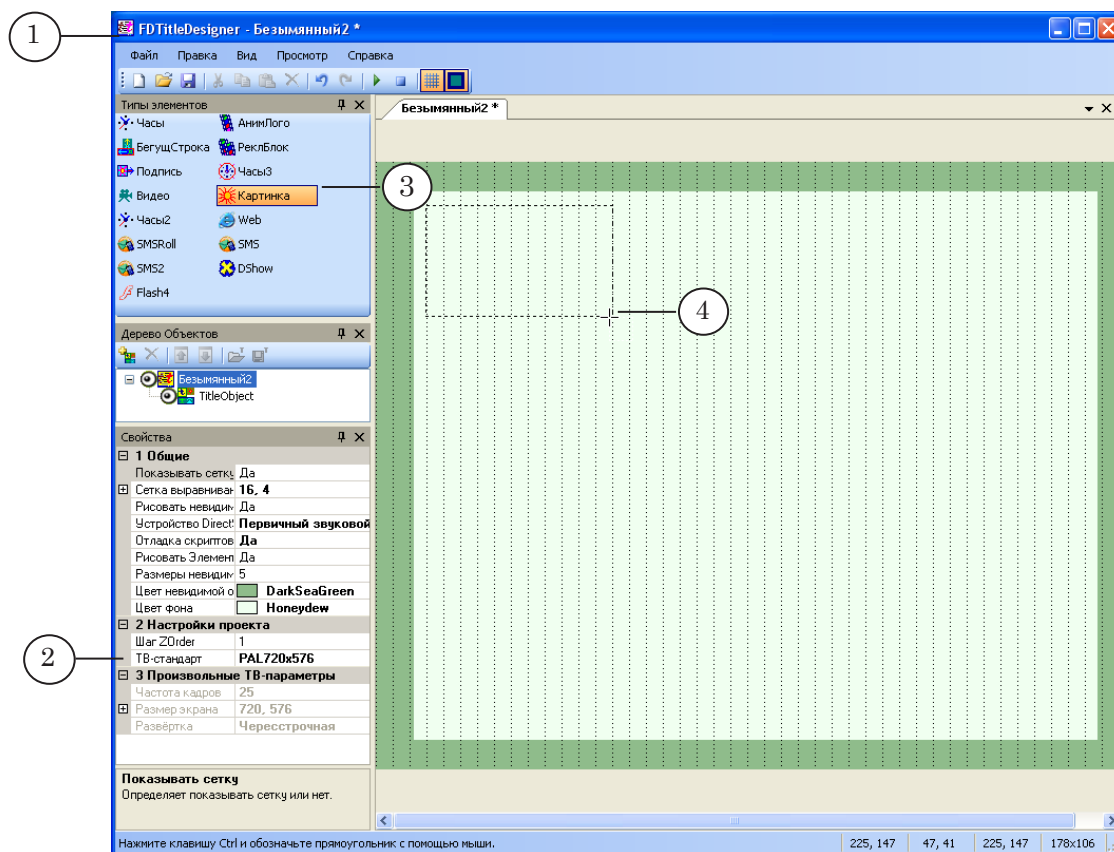 1
FDTitleDesigner - Безымянный2 *
Файл Правка Вид Просмотр Справка
Типы элементов
Часы АнимЛого
БегущСтрока РеклБлок
Подпись Часы3
Видео Картинка
Часы2 Web
SMSRoll SMS
SMS2 DShow
Flash4
Дерево Объектов
Безымянный2
TitleObject
Свойства
1 Общие
Показывать сетку Да
Сетка выравниван 16, 4
Рисовать невидим Да
Устройство Direct Первичный звуковой
Отладка скриптов Да
Рисовать Элемен Да
Размеры невидим 5
Цвет невидимой о DarkSeaGreen
Цвет фона Honeydew
2 Настройки проекта
Шаг ZOrder 1
ТВ-стандарт PAL720x576
3 Произвольные ТВ-параметры
Частота кадров 25
Размер экрана 720, 576
Развёртка Чересстрочная
Показывать сетку
Определяет показывать сетку или нет.
2
Безымянный2 *
3
4
Нажмите клавишу Ctrl и обозначьте прямоугольник с помощью мыши. 225, 147 47, 41 225, 147 178x106